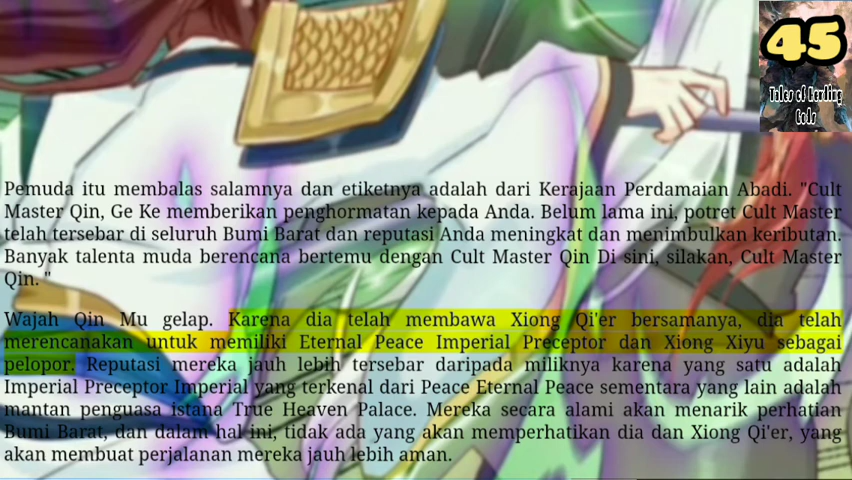 45
Tales of Herding
Gods
Pemuda itu membalas salamnya dan etiketnya adalah dari Kerajaan Perdamaian Abadi. "Cult
Master Qin, Ge Ke memberikan penghormatan kepada Anda. Belum lama ini, potret Cult Master
telah tersebar di seluruh Bumi Barat dan reputasi Anda meningkat dan menimbulkan keributan.
Banyak talenta muda berencana bertemu dengan Cult Master Qin Di sini, silakan, Cult Master
Qin. "
Wajah Qin Mu gelap. Karena dia telah membawa Xiong Qi'er bersamanya, dia telah
merencanakan untuk memiliki Eternal Peace Imperial Preceptor dan Xiong Xiyu sebagai
pelopor. Reputasi mereka jauh lebih tersebar daripada miliknya karena yang satu adalah
Imperial Preceptor Imperial yang terkenal dari Peace Eternal Peace sementara yang lain adalah
mantan penguasa istana True Heaven Palace. Mereka secara alami akan menarik perhatian
Bumi Barat, dan dalam hal ini, tidak ada yang akan memperhatikan dia dan Xiong Qi'er, yang
akan membuat perjalanan mereka jauh lebih aman.